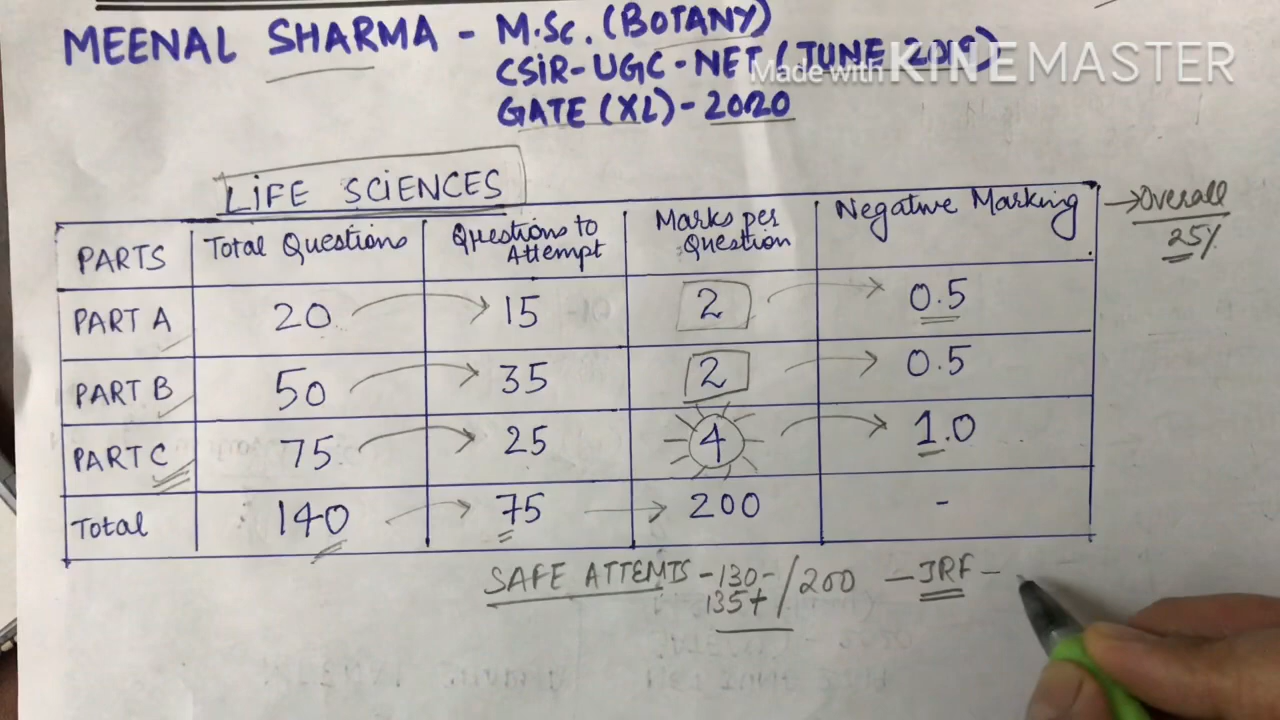 MEENAL SHARMA - M.Sc. (BOTANY)
CSIR-UGC-NET (JUNE 2019)
GATE (XL) - 2020
Made with KINEMASTER
LIFE SCIENCES
PARTS Total Questions Questions to Attempt Marks per Question Negative Marking → Overall 25%
PART A 20 → 15 2 → 0.5
PART B 50 → 35 2 → 0.5
PART C 75 → 25 4 → 1.0
Total 140 → 75 → 200 -
SAFE ATTEMTS - 130 - / 200 - JRF -
135+